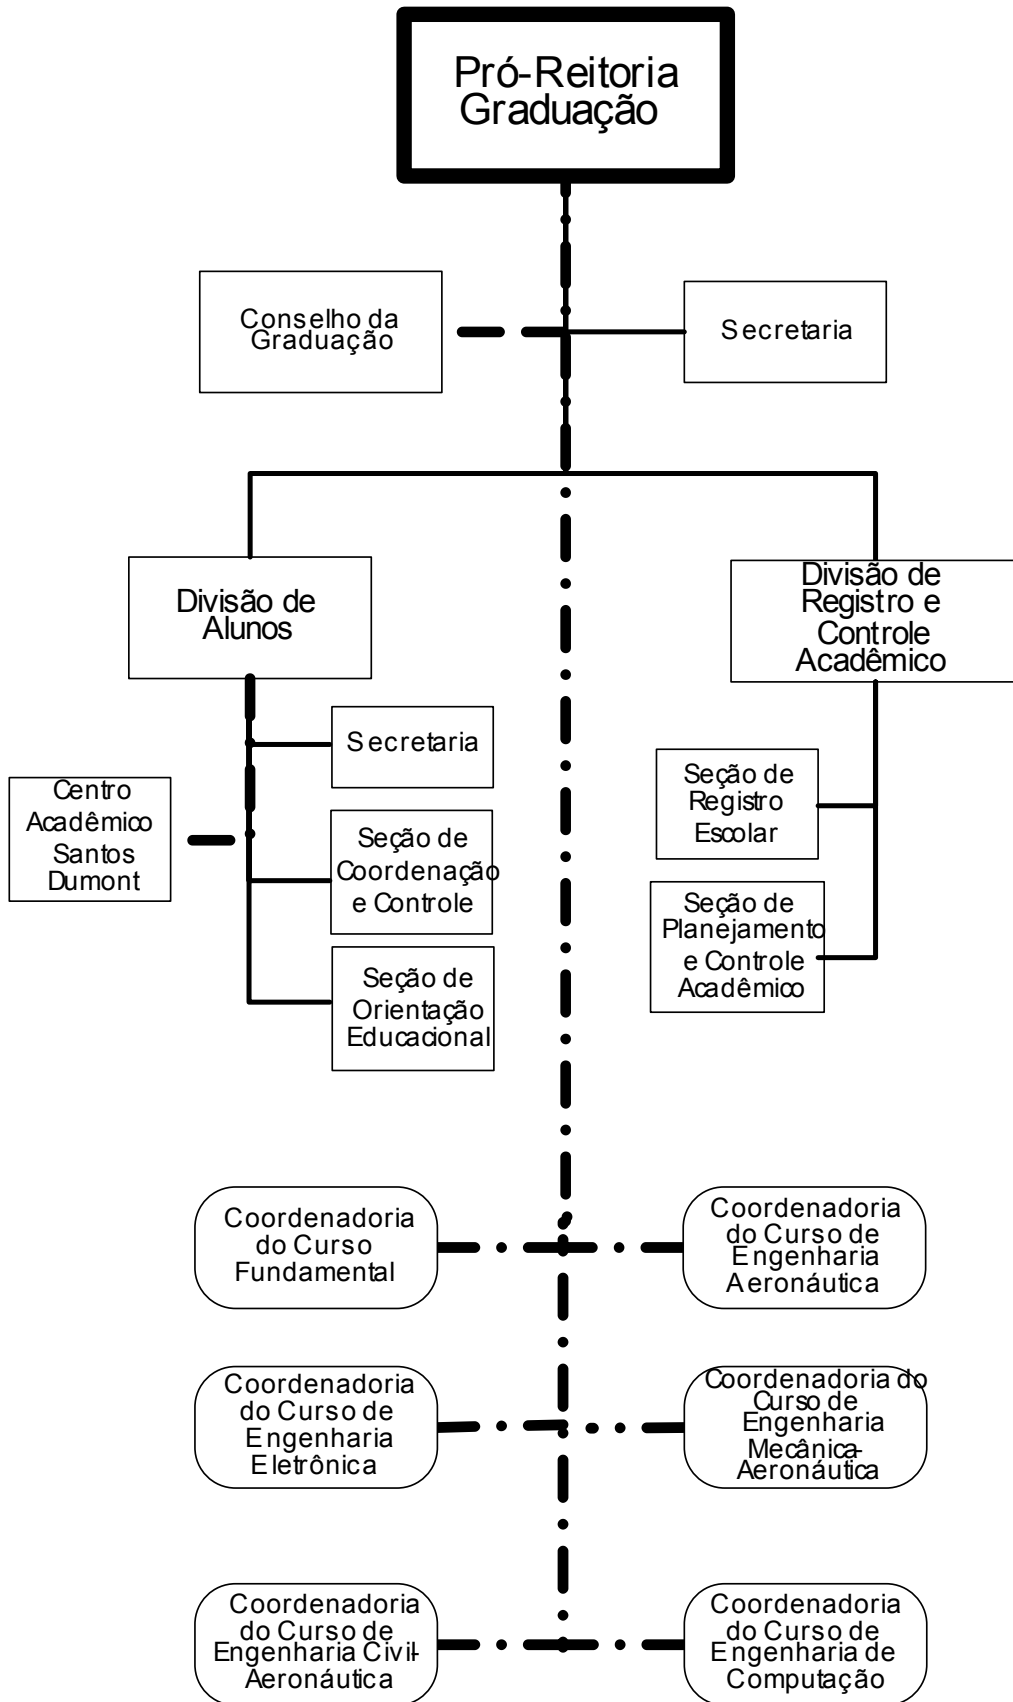 Pró-Reitoria
Graduação
Conselho da
Graduação
Secretaria
Divisão de
Alunos
Divisão de
Registro e
Controle
Acadêmico
Secretaria
Centro
Acadêmico
Santos
Dumont
Seção de
Coordenação
e Controle
Seção de
Orientação
Educacional
Seção de
Registro
Escolar
Seção de
Planejamento
e Controle
Acadêmico
Coordenadoria
do Curso
Fundamental
Coordenadoria
do Curso de
Engenharia
Aeronáutica
Coordenadoria
do Curso de
Engenharia
Eletrônica
Coordenadoria do
Curso de
Engenharia
Mecânica-
Aeronáutica
Coordenadoria
do Curso de
Engenharia Civil-
Aeronáutica
Coordenadoria
do Curso de
Engenharia de
Computação